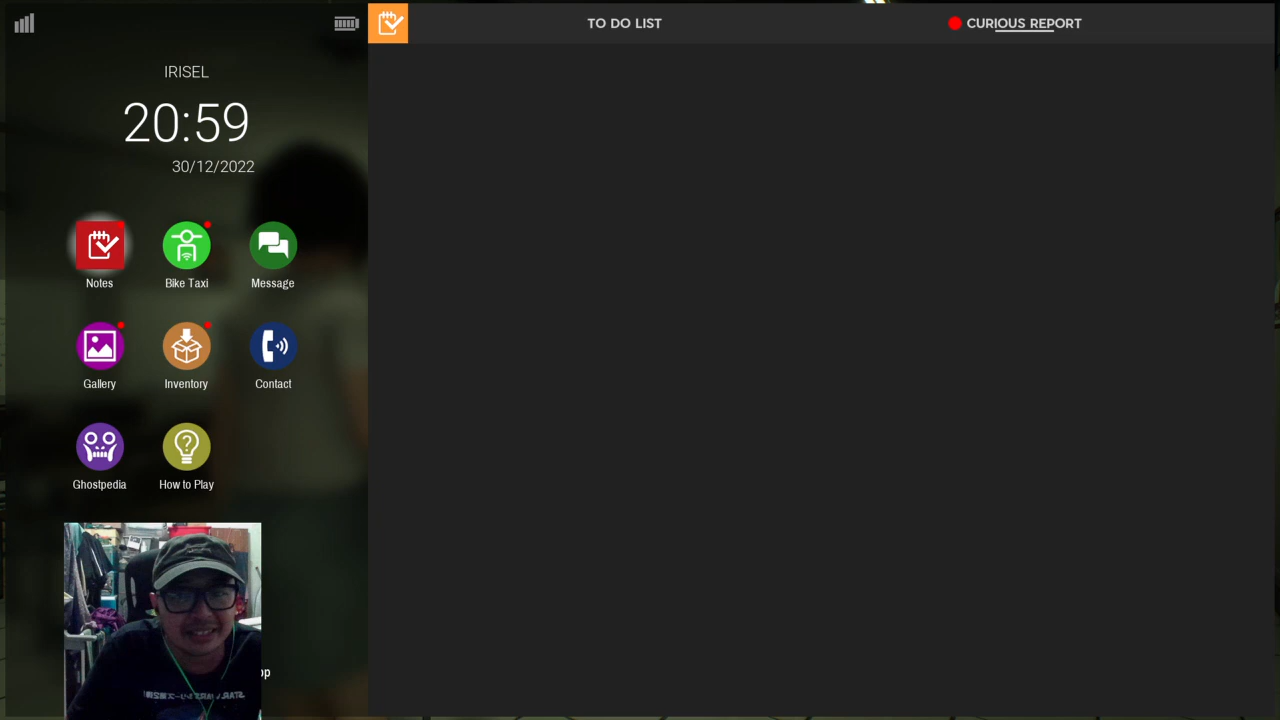 TO DO LIST
CURIOUS REPORT
IRISEL
20:59
30/12/2022
Notes
Bike Taxi
Message
Gallery
Inventory
Contact
Ghostpedia
How to Play
op